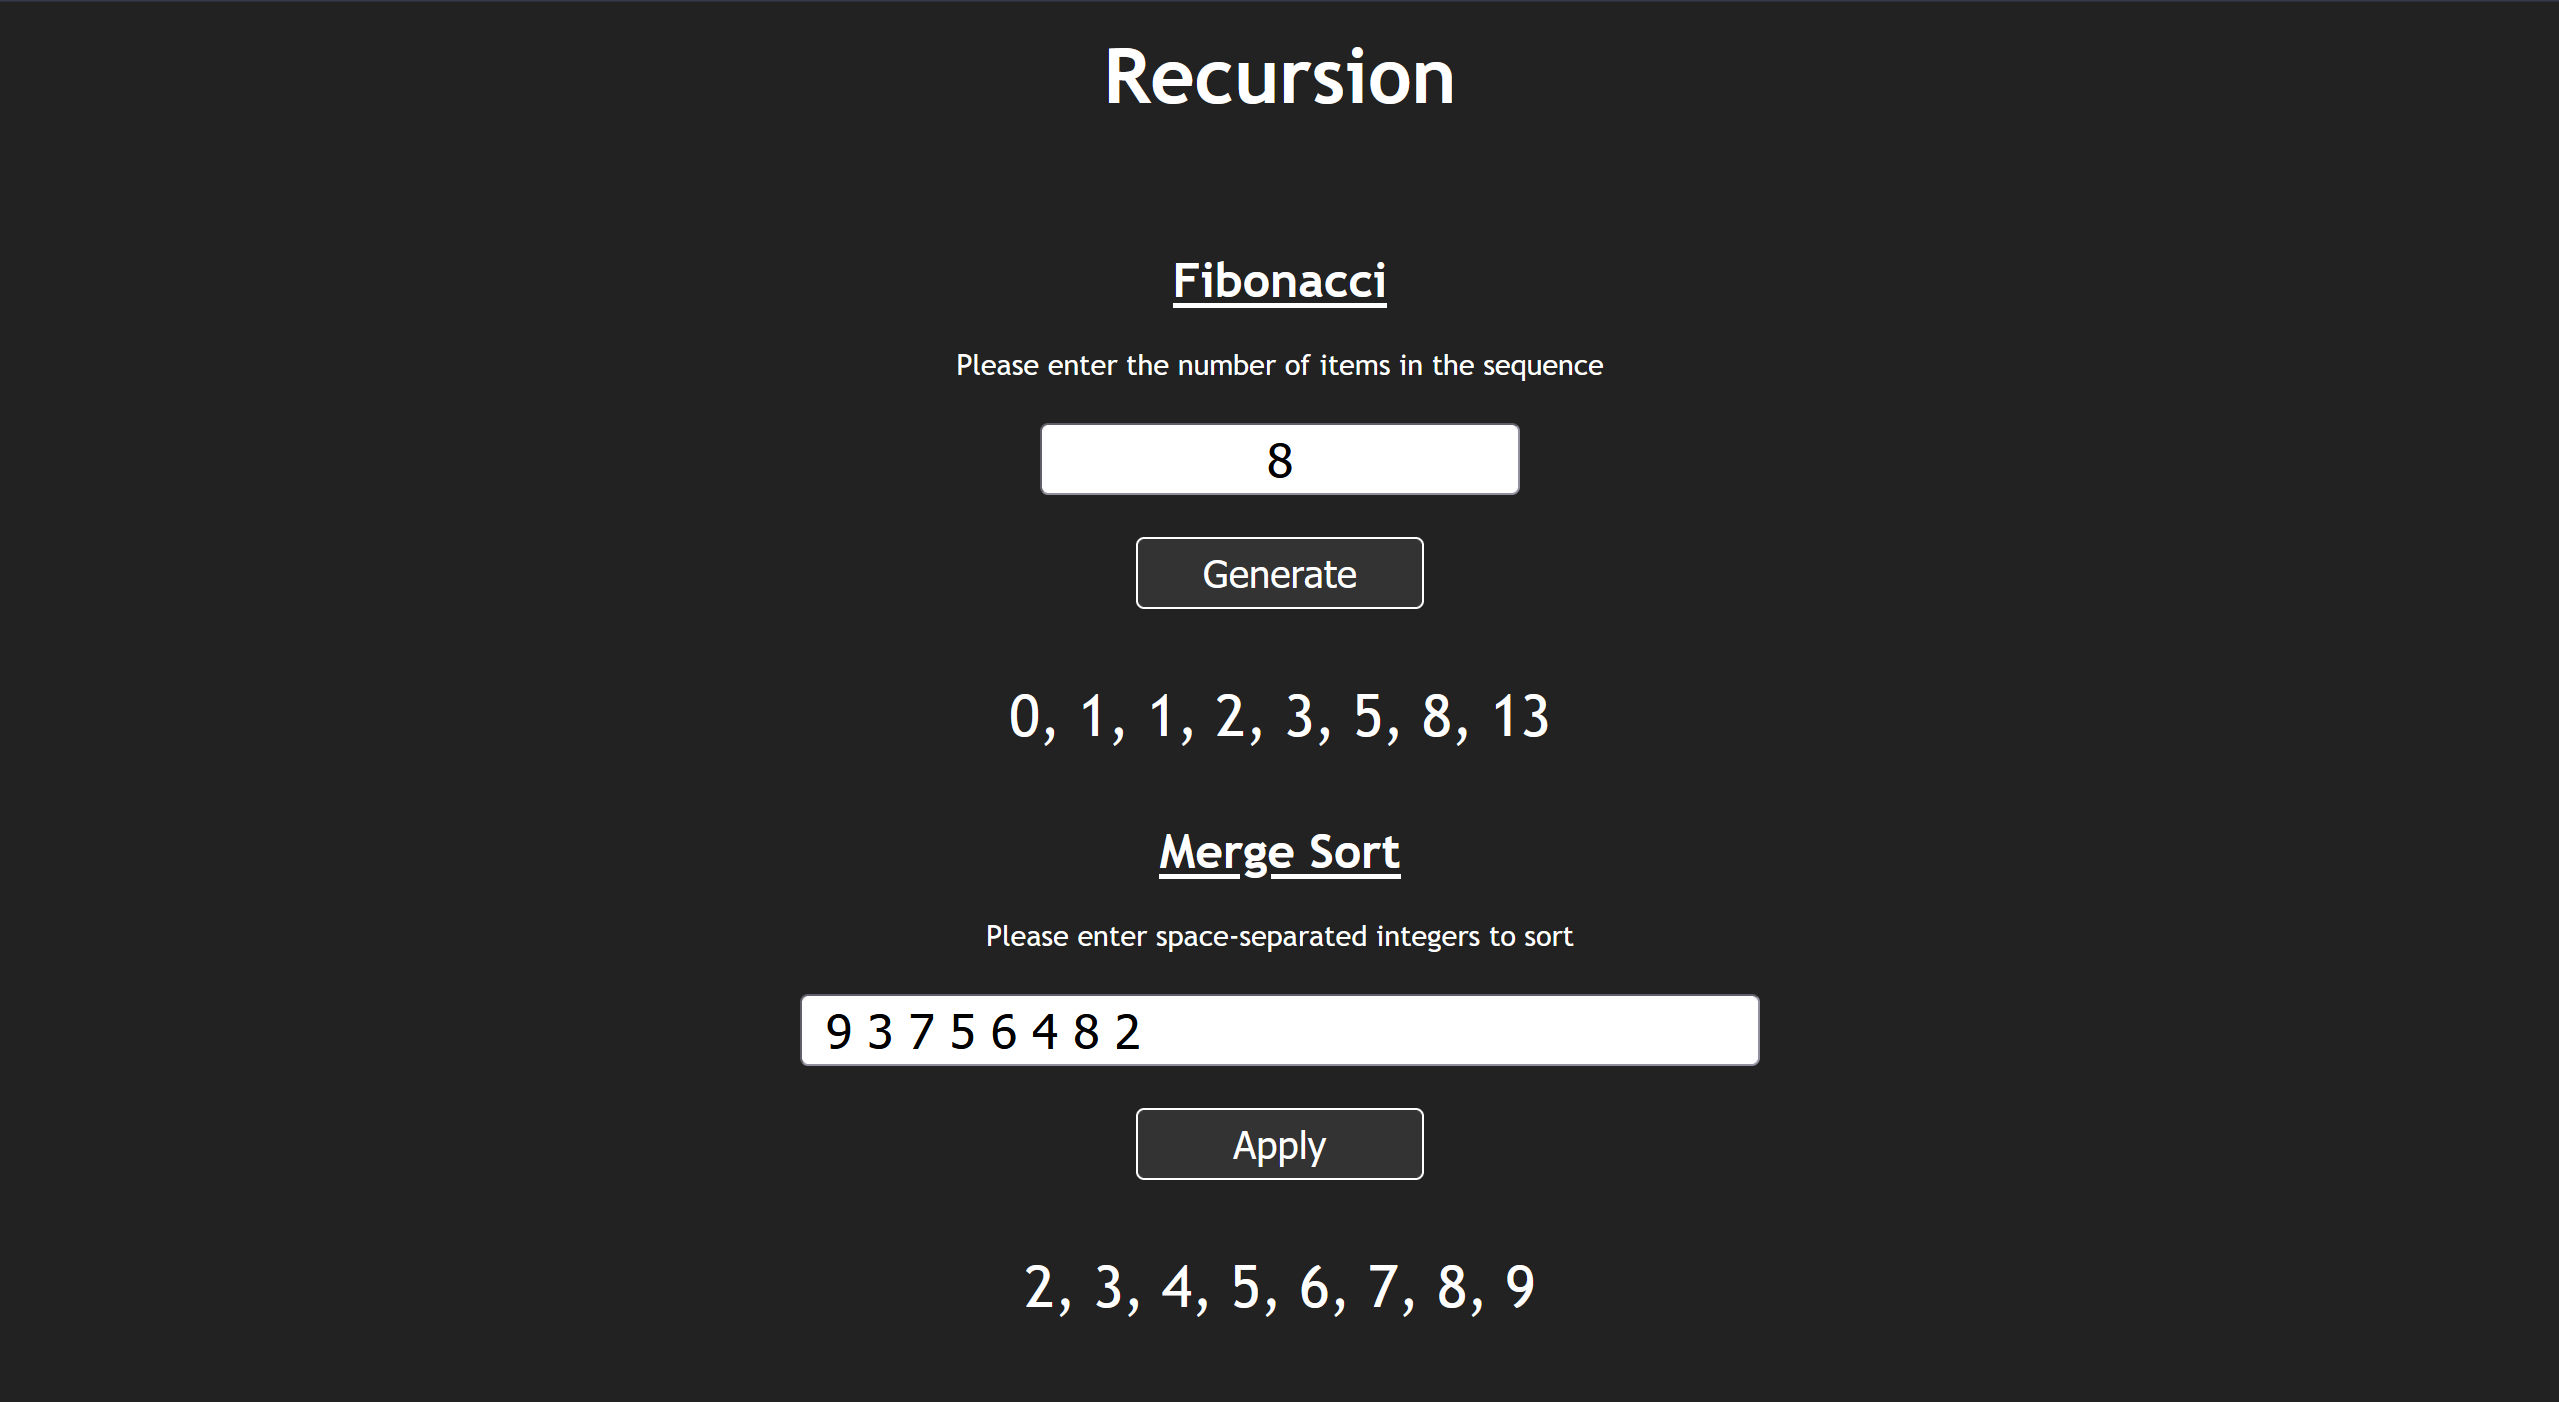 Recursion
Fibonacci
Please enter the number of items in the sequence
8
Generate
0, 1, 1, 2, 3, 5, 8, 13
Merge Sort
Please enter space-separated integers to sort
9 3 7 5 6 4 8 2
Apply
2, 3, 4, 5, 6, 7, 8, 9